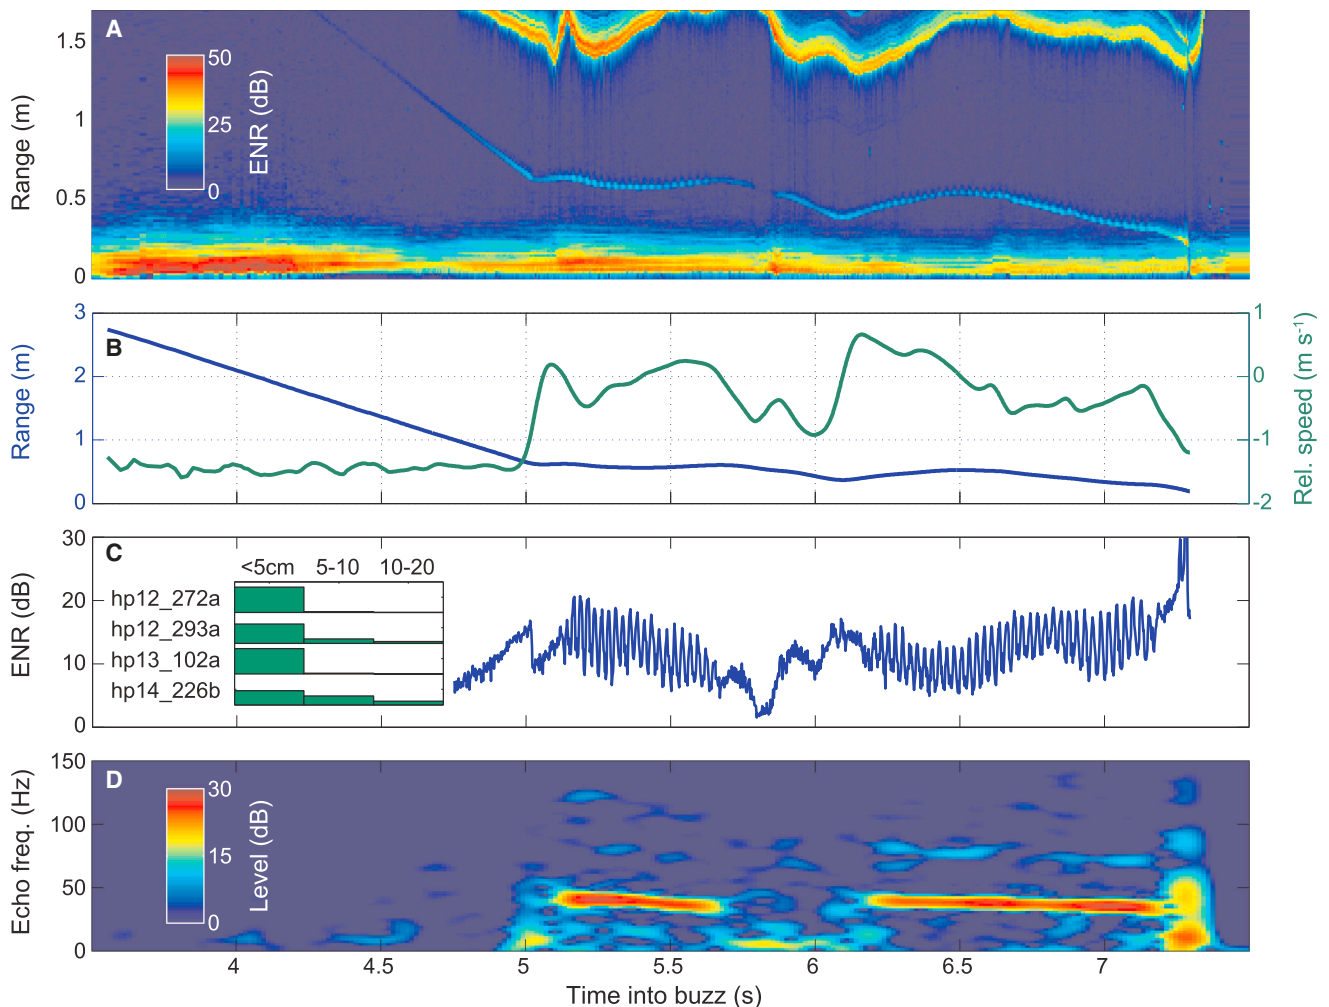 A
1.5
1
0.5
0
Range (m)
50
25
0
ENR (dB)
B
3
2
1
0
Range (m)
1
0
-1
-2
Rel. speed (m s-1)
C
30
20
10
0
ENR (dB)
<5cm 5-10 10-20
hp12_272a
hp12_293a
hp13_102a
hp14_226b
D
150
100
50
0
Echo freq. (Hz)
30
15
0
Level (dB)
4 4.5 5 5.5 6 6.5 7
Time into buzz (s)